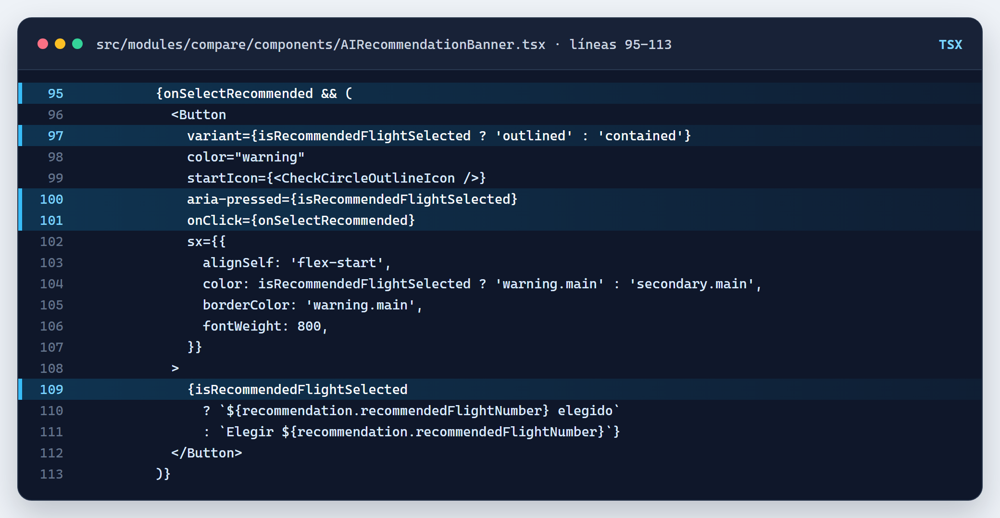 src/modules/compare/components/AIRecommendationBanner.tsx · líneas 95–113 TSX
95 {onSelectRecommended && (
96 <Button
97 variant={isRecommendedFlightSelected ? 'outlined' : 'contained'}
98 color="warning"
99 startIcon={<CheckCircleOutlineIcon />}
100 aria-pressed={isRecommendedFlightSelected}
101 onClick={onSelectRecommended}
102 sx={{
103 alignSelf: 'flex-start',
104 color: isRecommendedFlightSelected ? 'warning.main' : 'secondary.main',
105 borderColor: 'warning.main',
106 fontWeight: 800,
107 }}
108 >
109 {isRecommendedFlightSelected
110 ? `${recommendation.recommendedFlightNumber} elegido`
111 : `Elegir ${recommendation.recommendedFlightNumber}`}
112 </Button>
113 )}